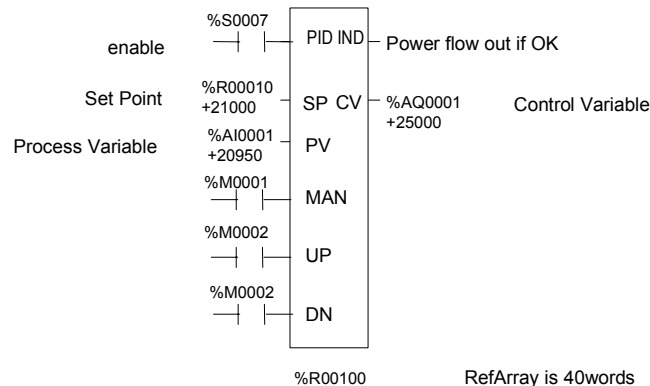 %S0007
enable
PID IND
Power flow out if OK
Set Point
%R00010
+21000
SP CV
%AQ0001
+25000
Control Variable
Process Variable
%AI0001
+20950
PV
%M0001
MAN
%M0002
UP
%M0002
DN
%R00100
RefArray is 40words